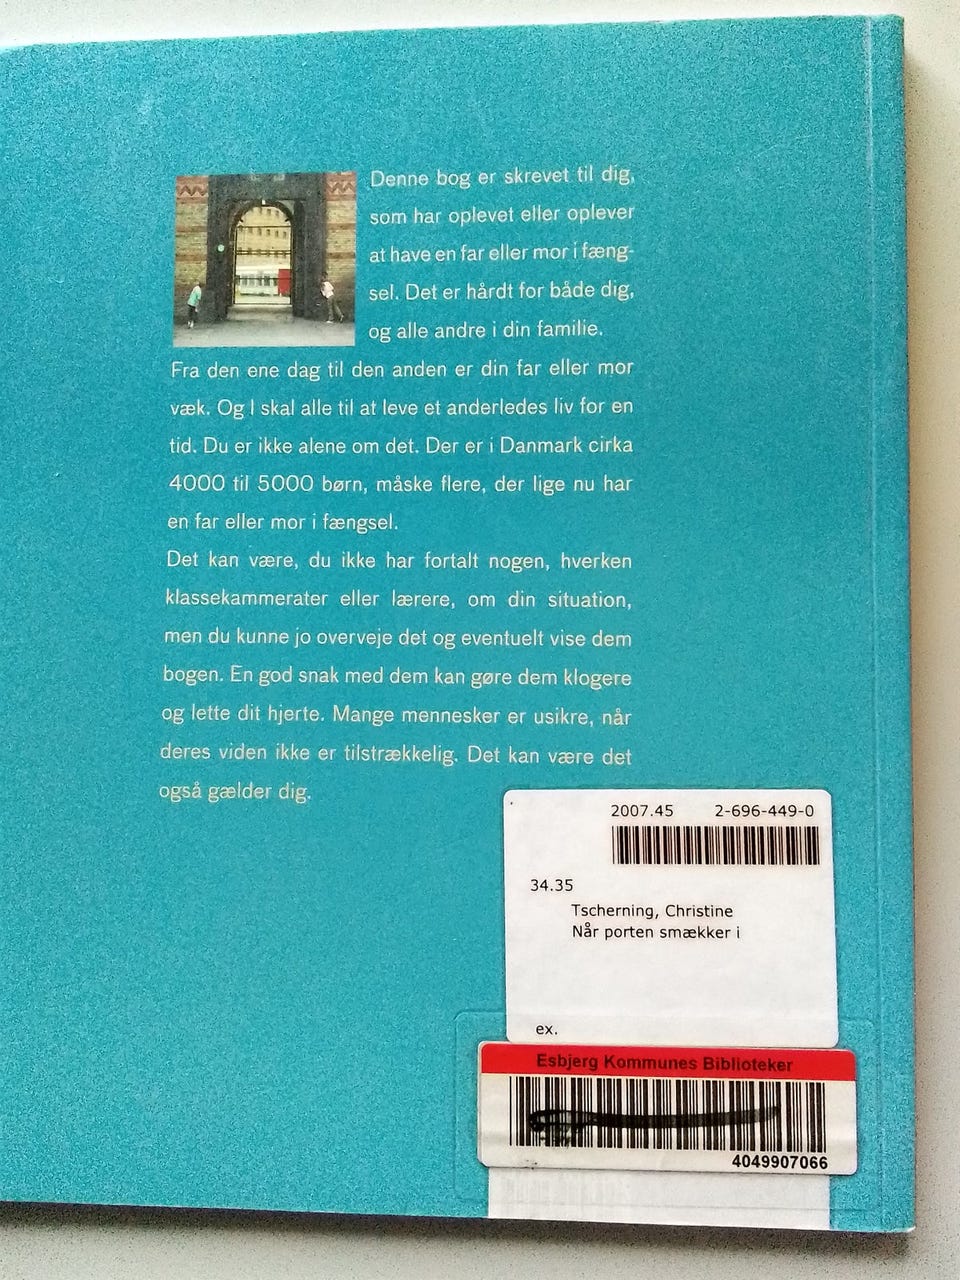 Denne bog er skrevet til dig,
som har oplevet eller oplever
at have en far eller mor i fæng-
sel. Det er hårdt for både dig,
og alle andre i din familie.
Fra den ene dag til den anden er din far eller mor
væk. Og I skal alle til at leve et anderledes liv for en
tid. Du er ikke alene om det. Der er i Danmark cirka
4000 til 5000 børn, måske flere, der lige nu har
en far eller mor i fængsel.
Det kan være, du ikke har fortalt nogen, hverken
klassekammerater eller lærere, om din situation,
men du kunne jo overveje det og eventuelt vise dem
bogen. En god snak med dem kan gøre dem klogere
og lette dit hjerte. Mange mennesker er usikre, når
deres viden ikke er tilstrækkelig. Det kan være det
også gælder dig.
2007.45 2-696-449-0
34.35
Tscherning, Christine
Når porten smækker i
ex.
Esbjerg Kommunes Biblioteker
4049907066